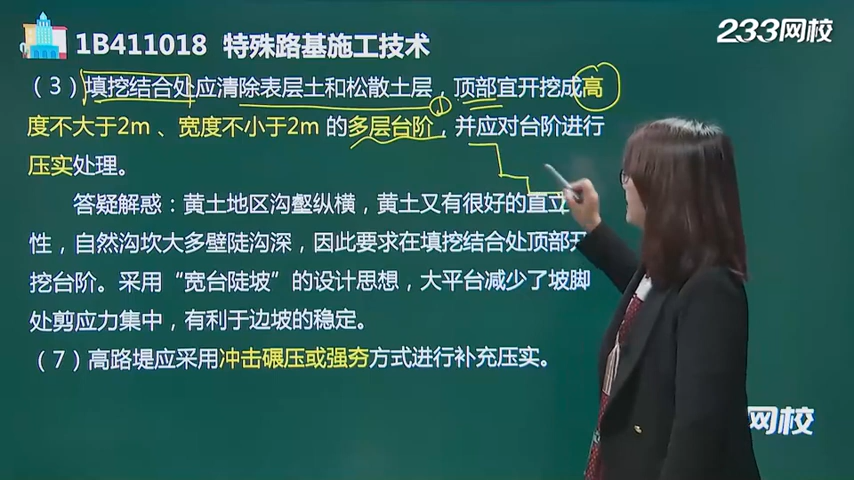 1B411018 特殊路基施工技术
233网校
（3）填挖结合处应清除表层土和松散土层，顶部宜开挖成高
度不大于2m 、宽度不小于2m 的多层台阶，并应对台阶进行
压实处理。
答疑解惑：黄土地区沟壑纵横，黄土又有很好的直立
性，自然沟坎大多壁陡沟深，因此要求在填挖结合处顶部开
挖台阶。采用“宽台陡坡”的设计思想，大平台减少了坡脚
处剪应力集中，有利于边坡的稳定。
（7）高路堤应采用冲击碾压或强夯方式进行补充压实。
网校